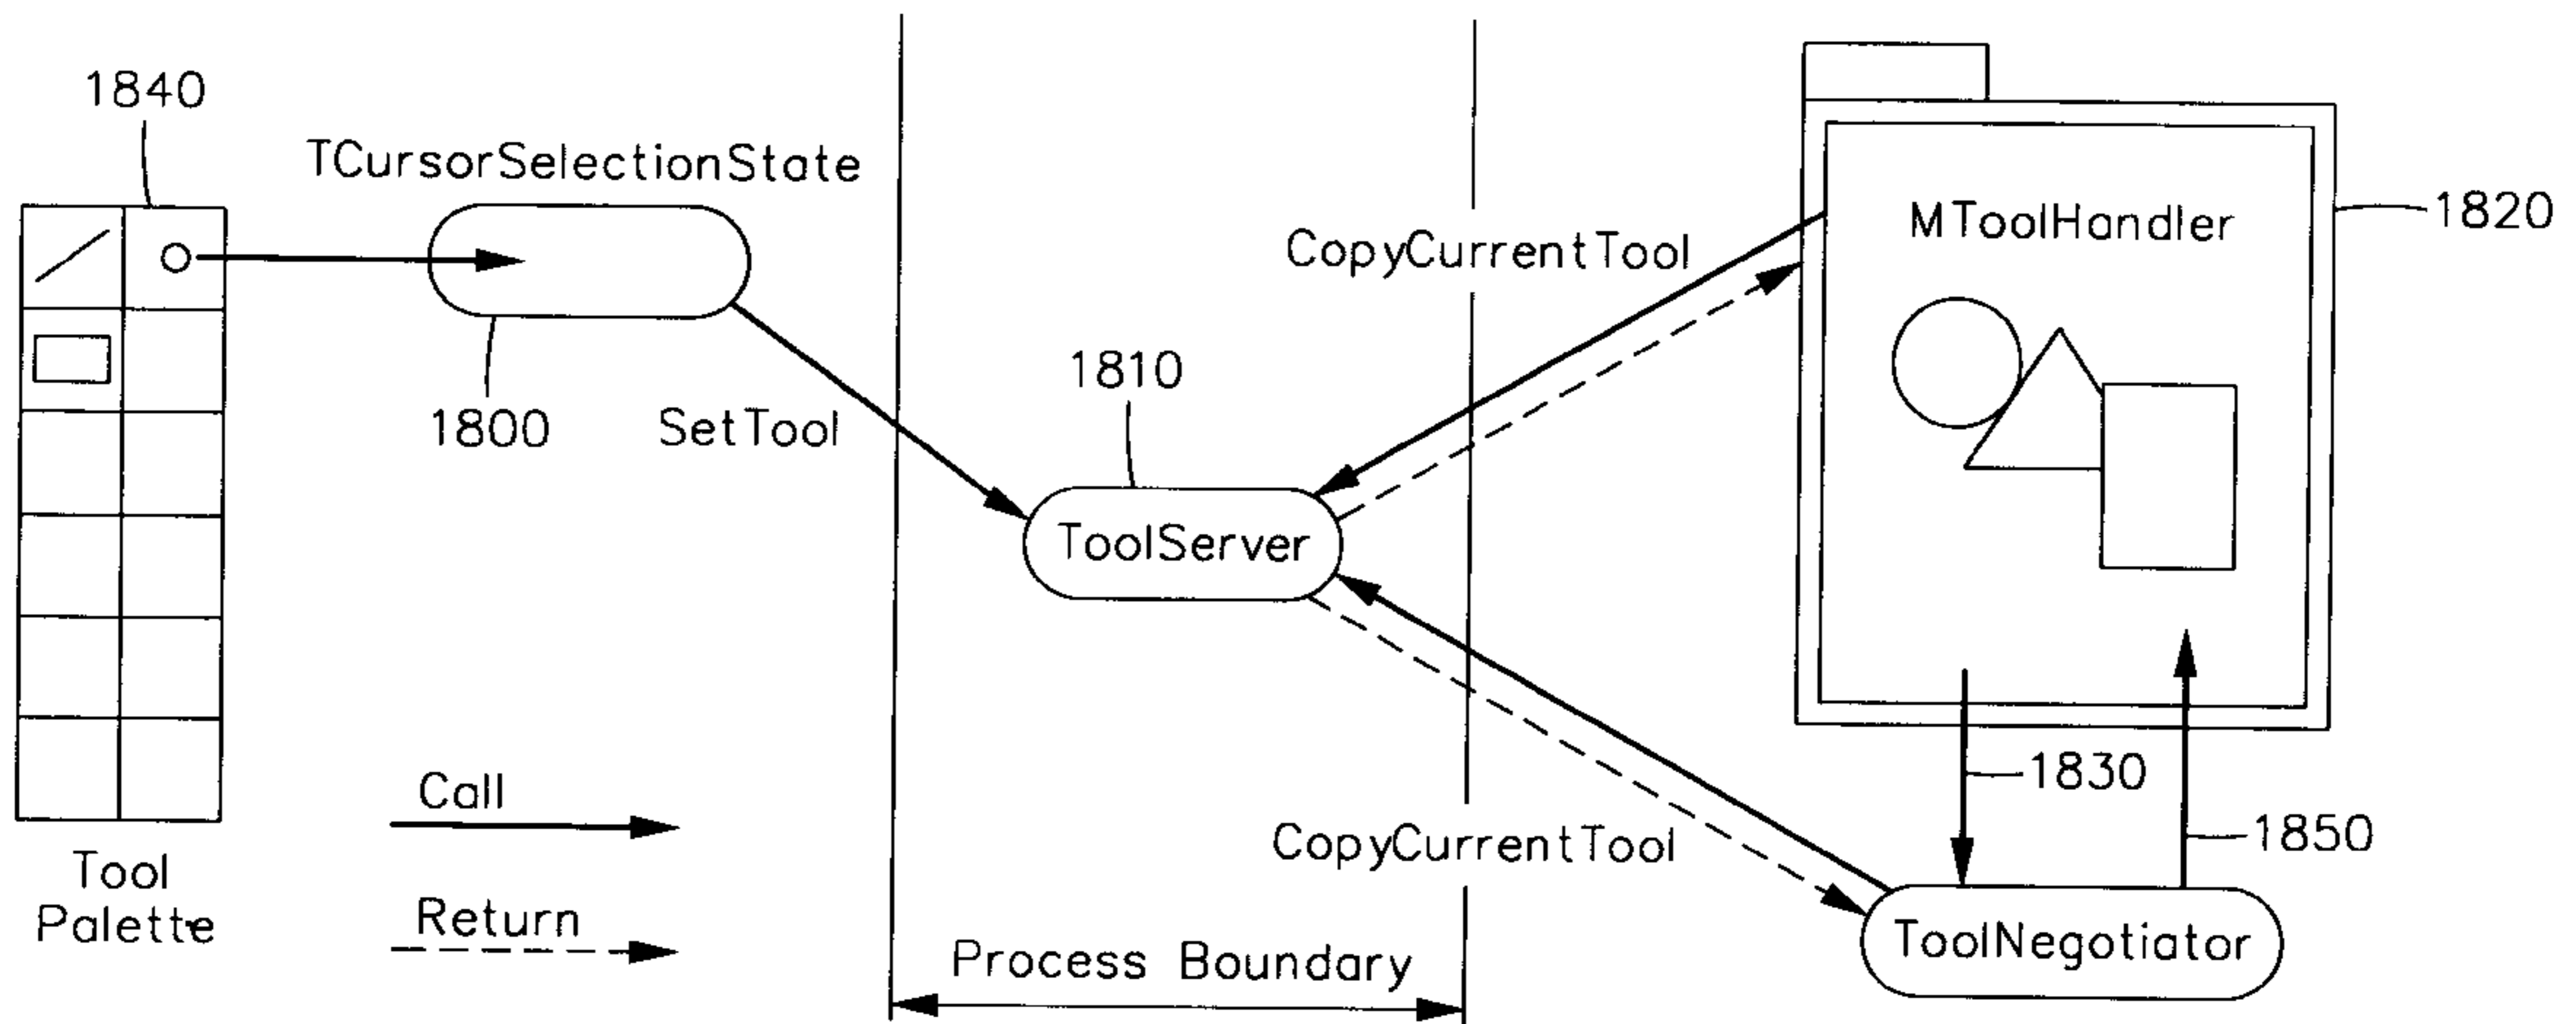 1840
TCursorSelectionState
MToolHandler
1820
CopyCurrentTool
1810
1800
SetTool
ToolServer
Call
1830
1850
CopyCurrentTool
Tool
Palette
Return
Process Boundary
ToolNegotiator